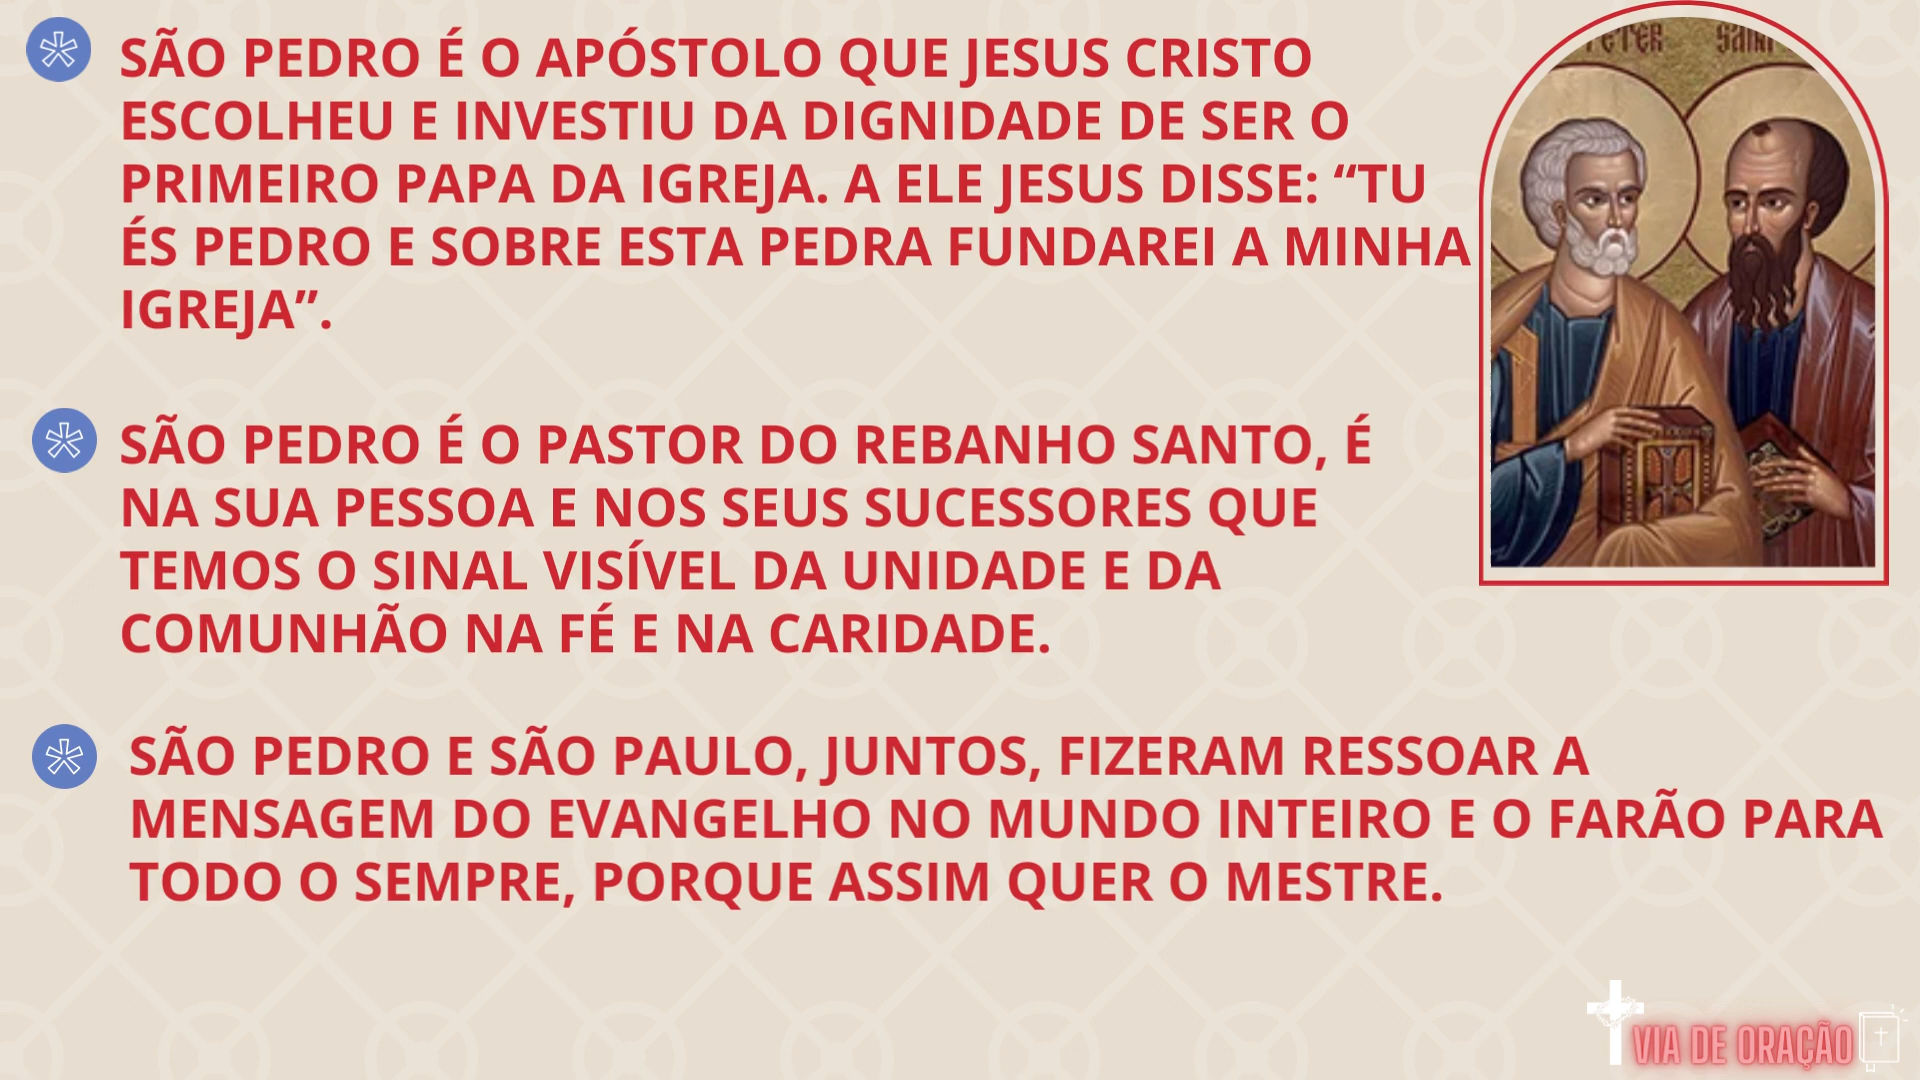 SÃO PEDRO É O APÓSTOLO QUE JESUS CRISTO
ESCOLHEU E INVESTIU DA DIGNIDADE DE SER O
PRIMEIRO PAPA DA IGREJA. A ELE JESUS DISSE: “TU
ÉS PEDRO E SOBRE ESTA PEDRA FUNDAREI A MINHA
IGREJA”.
SÃO PEDRO É O PASTOR DO REBANHO SANTO, É
NA SUA PESSOA E NOS SEUS SUCESSORES QUE
TEMOS O SINAL VISÍVEL DA UNIDADE E DA
COMUNHÃO NA FÉ E NA CARIDADE.
SÃO PEDRO E SÃO PAULO, JUNTOS, FIZERAM RESSOAR A
MENSAGEM DO EVANGELHO NO MUNDO INTEIRO E O FARÃO PARA
TODO O SEMPRE, PORQUE ASSIM QUER O MESTRE.
VIA DE ORAÇÃO